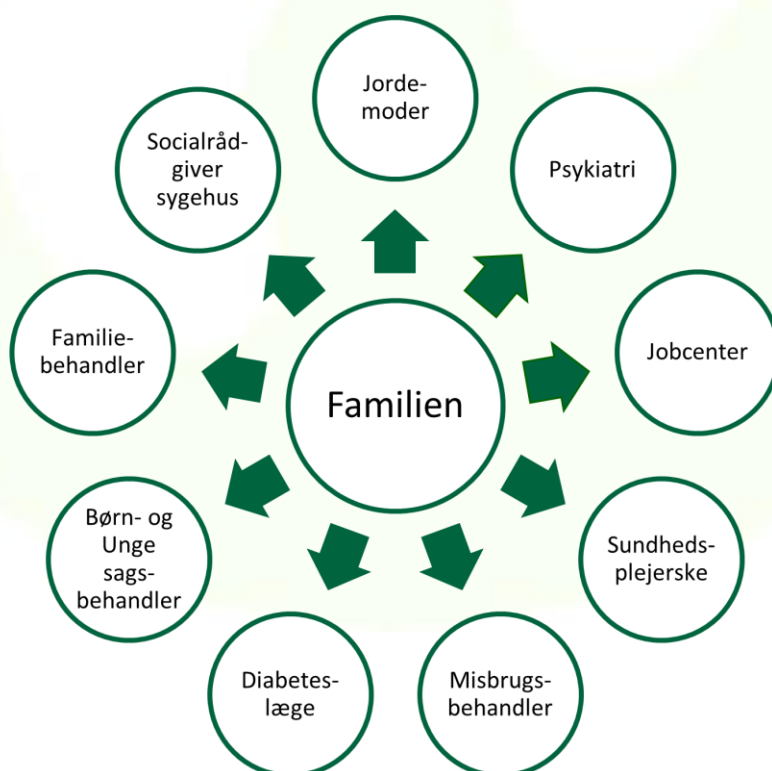 Jorde-
moder
Psykiatri
Jobcenter
Sundheds-
plejerske
Misbrugs-
behandler
Diabetes-
læge
Børn- og
Unge
sags-
behandler
Familie-
behandler
Socialråd-
giver
sygehus
Familien